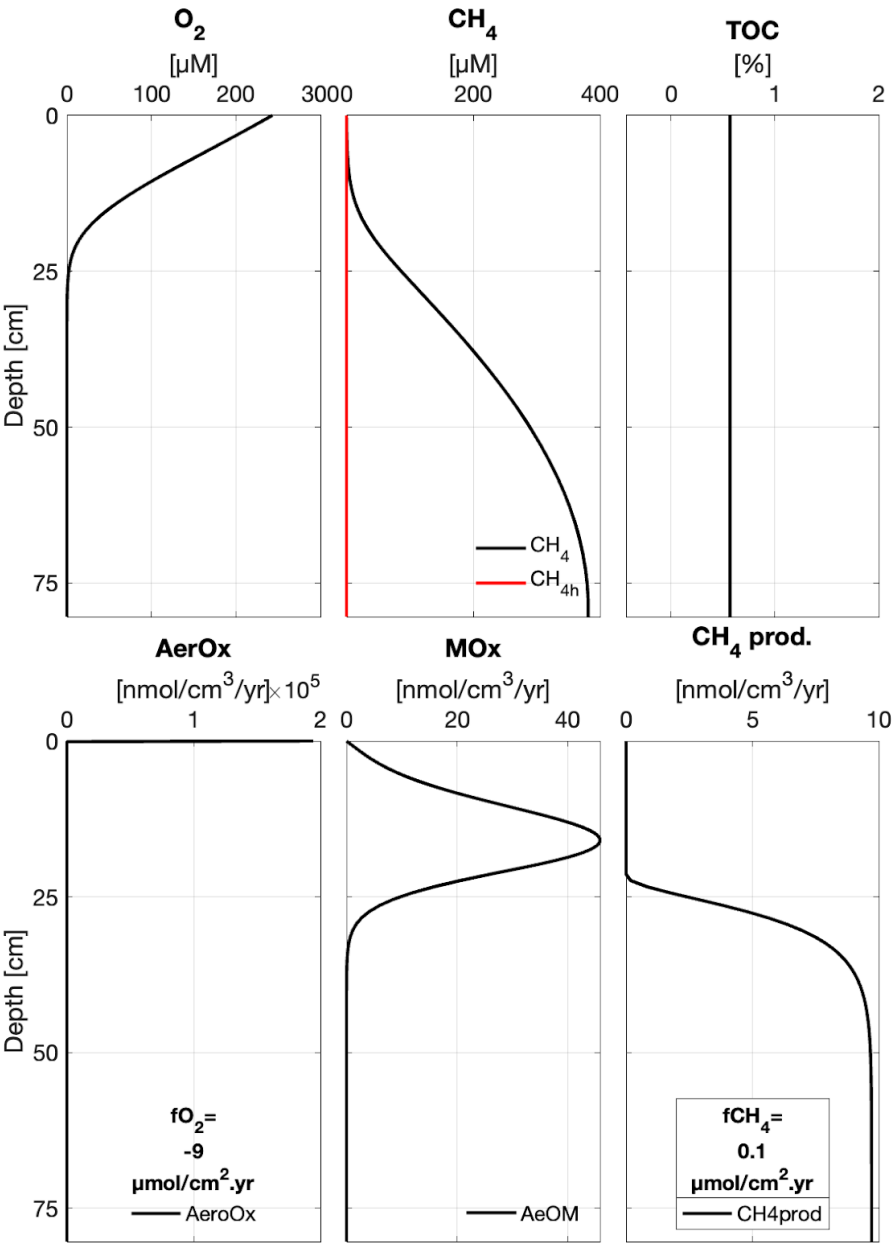 O2 CH4 TOC
[µM] [µM] [%]
0 100 200 3000 200 400 0 1 2
0
25
50
75
Depth [cm]
CH4
CH4h
AerOx MOx CH4 prod.
[nmol/cm3/yr]×10^5 [nmol/cm3/yr] [nmol/cm3/yr]
0 1 2 0 20 40 0 5 10
0
25
50
75
Depth [cm]
fO2=
-9
µmol/cm2.yr
AeroOx
AeOM
fCH4=
0.1
µmol/cm2.yr
CH4prod